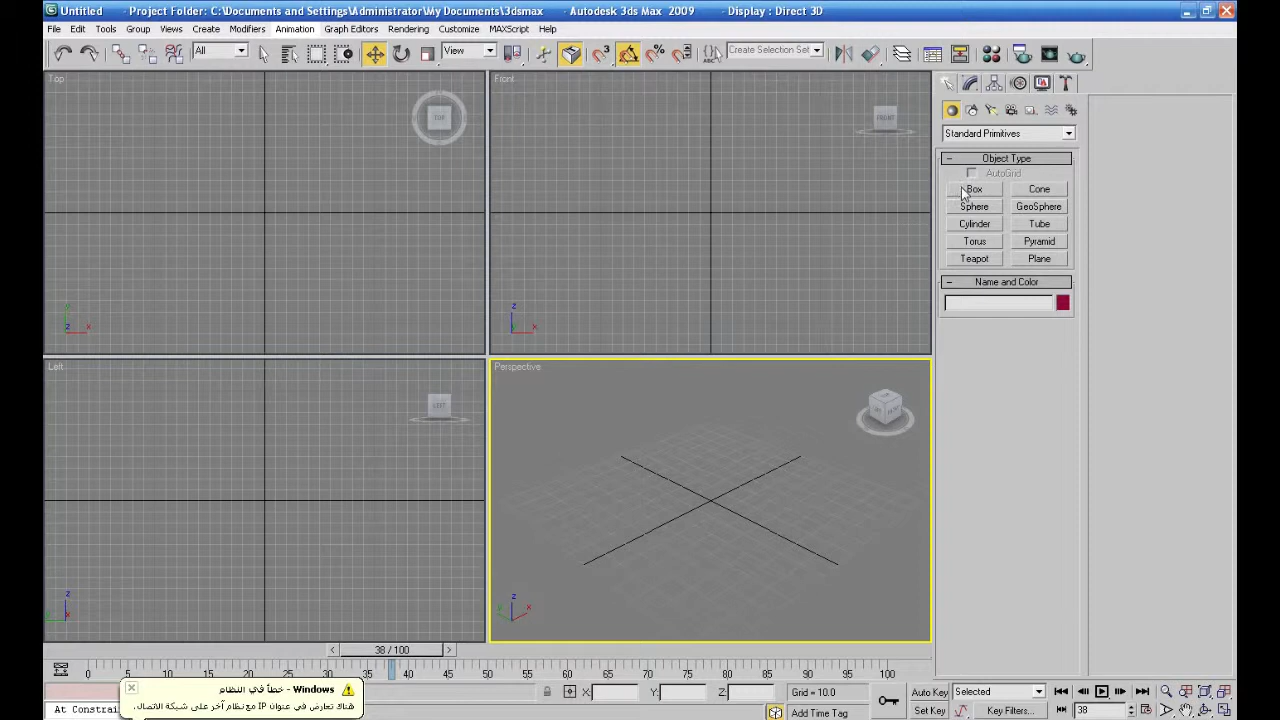 Untitled - Project Folder: C:\Documents and Settings\Administrator\My Documents\3dsmax - Autodesk 3ds Max 2009 - Display : Direct 3D
File Edit Tools Group Views Create Modifiers Animation Graph Editors Rendering Customize MAXScript Help
All View Create Selection Set
Top
TOP
Front
FRONT
Standard Primitives
Object Type
AutoGrid
Box Cone
Sphere GeoSphere
Cylinder Tube
Torus Pyramid
Teapot Plane
Name and Color
y
z x
z
y x
Left
LEFT
Perspective
z
y x
z
y x
38 / 100
0 5 10 15 20 25 30 35 40 45 50 55 60 65 70 75 80 85 90 95 100
Windows - خطأ في النظام
هناك تعارض في عنوان IP مع نظام آخر على شبكة الاتصال.
X: Y: Z: Grid = 10.0
Auto Key Selected
At Constrai
Add Time Tag
Set Key Key Filters... 38